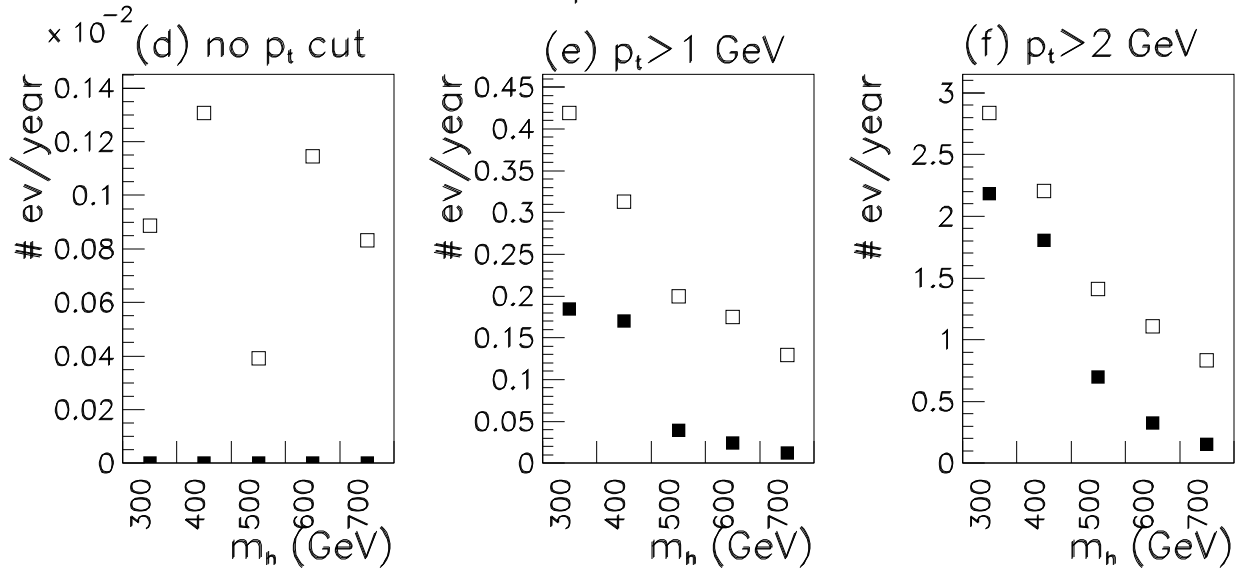 × 10⁻² (d) no pₜ cut
# ev/year
0.14
0.12
0.1
0.08
0.06
0.04
0.02
0
300 400 500 600 700
mₕ (GeV)
(e) pₜ>1 GeV
# ev/year
0.45
0.4
0.35
0.3
0.25
0.2
0.15
0.1
0.05
0
300 400 500 600 700
mₕ (GeV)
(f) pₜ>2 GeV
# ev/year
3
2.5
2
1.5
1
0.5
0
300 400 500 600 700
mₕ (GeV)